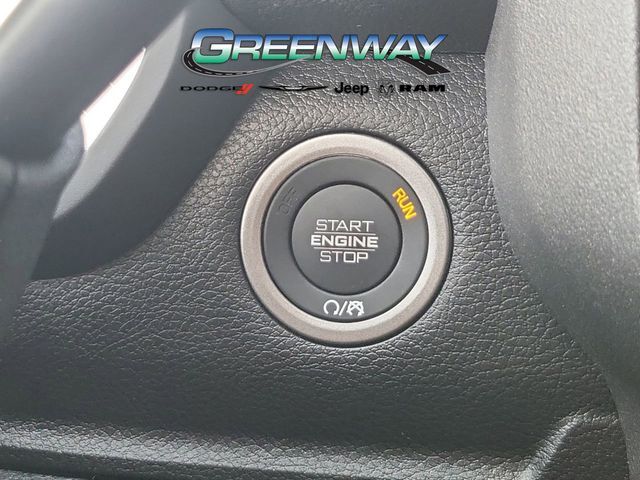 GREENWAY
DODGE Jeep RAM
OFF RUN
START
ENGINE
STOP